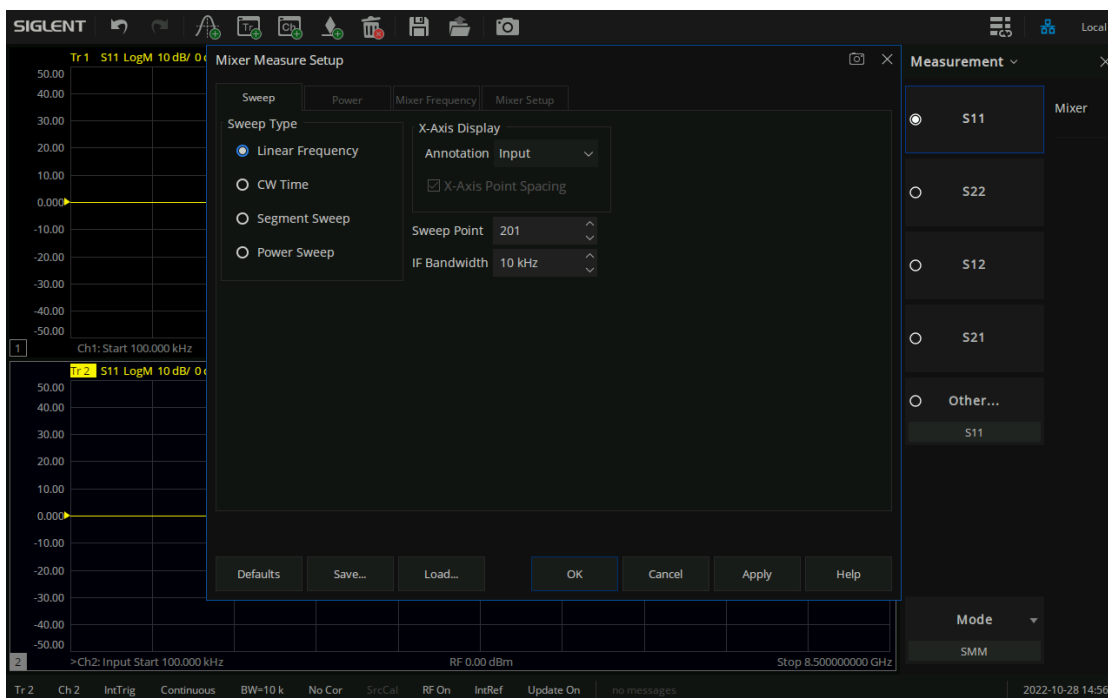 SIGLENT
Tr
Ch
Local
Tr 1 S11 LogM 10 dB/ 0
50.00
40.00
30.00
20.00
10.00
0.000
-10.00
-20.00
-30.00
-40.00
-50.00
1
Ch1: Start 100.000 kHz
Tr 2 S11 LogM 10 dB/ 0
50.00
40.00
30.00
20.00
10.00
0.000
-10.00
-20.00
-30.00
-40.00
-50.00
2
>Ch2: Input Start 100.000 kHz
RF 0.00 dBm
Stop 8.500000000 GHz
Mixer Measure Setup
Sweep
Power
Mixer Frequency
Mixer Setup
Sweep Type
Linear Frequency
CW Time
Segment Sweep
Power Sweep
X-Axis Display
Annotation Input
X-Axis Point Spacing
Sweep Point 201
IF Bandwidth 10 kHz
Defaults
Save...
Load...
OK
Cancel
Apply
Help
Measurement
S11
S22
S12
S21
Other...
S11
Mode
SMM
Mixer
Tr 2 Ch 2 IntTrig Continuous BW=10 k No Cor SrcCal RF On IntRef Update On no messages 2022-10-28 14:56